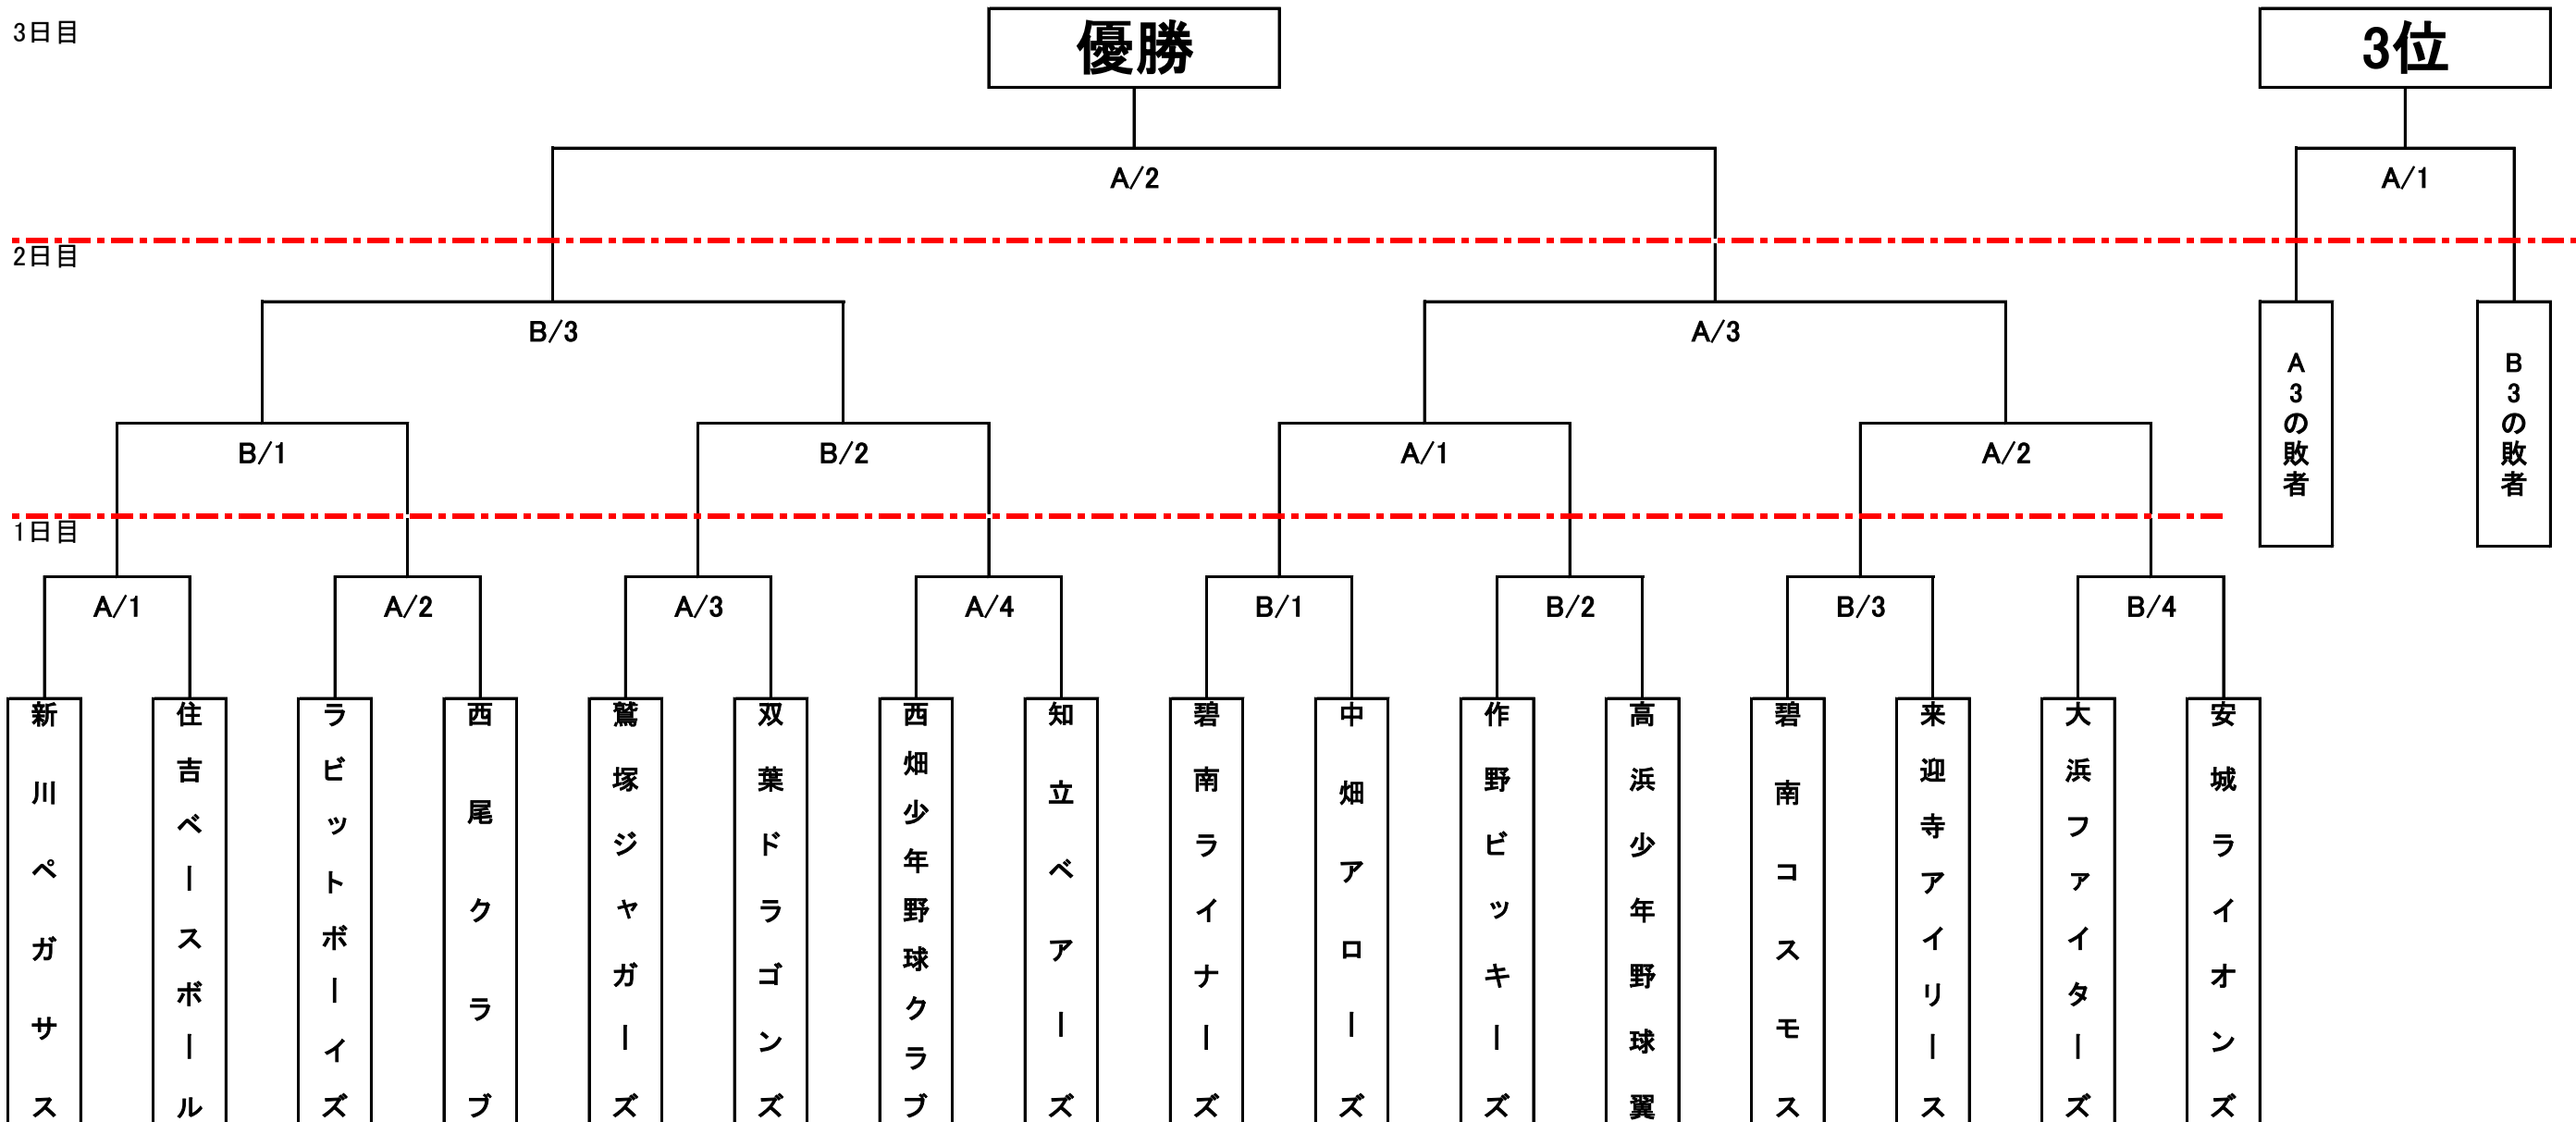 3日目
優勝
3位
A/2
A/1
2日目
B/3
A/3
A3の敗者
B3の敗者
B/1
B/2
A/1
A/2
1日目
A/1
A/2
A/3
A/4
B/1
B/2
B/3
B/4
新川ペガサス
住吉ベースボール
ラビットボーイズ
西尾クラブ
鷲塚ジャガーズ
双葉ドラゴンズ
西畑少年野球クラブ
知立ベアーズ
碧南ライナーズ
中畑アローズ
作野ビッキーズ
高浜少年野球翼
碧南コスモス
来迎寺アイリース
大浜ファイターズ
安城ライオンズ